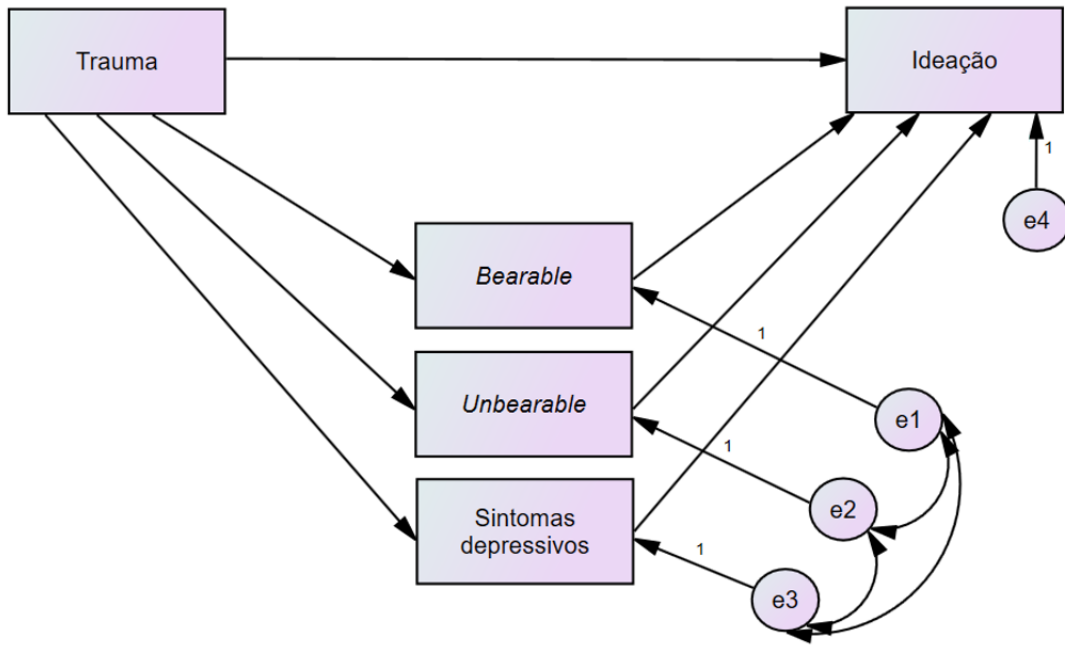 Trauma
Ideação
1
e4
Bearable
1
e1
Unbearable
1
e2
Sintomas
depressivos
1
e3